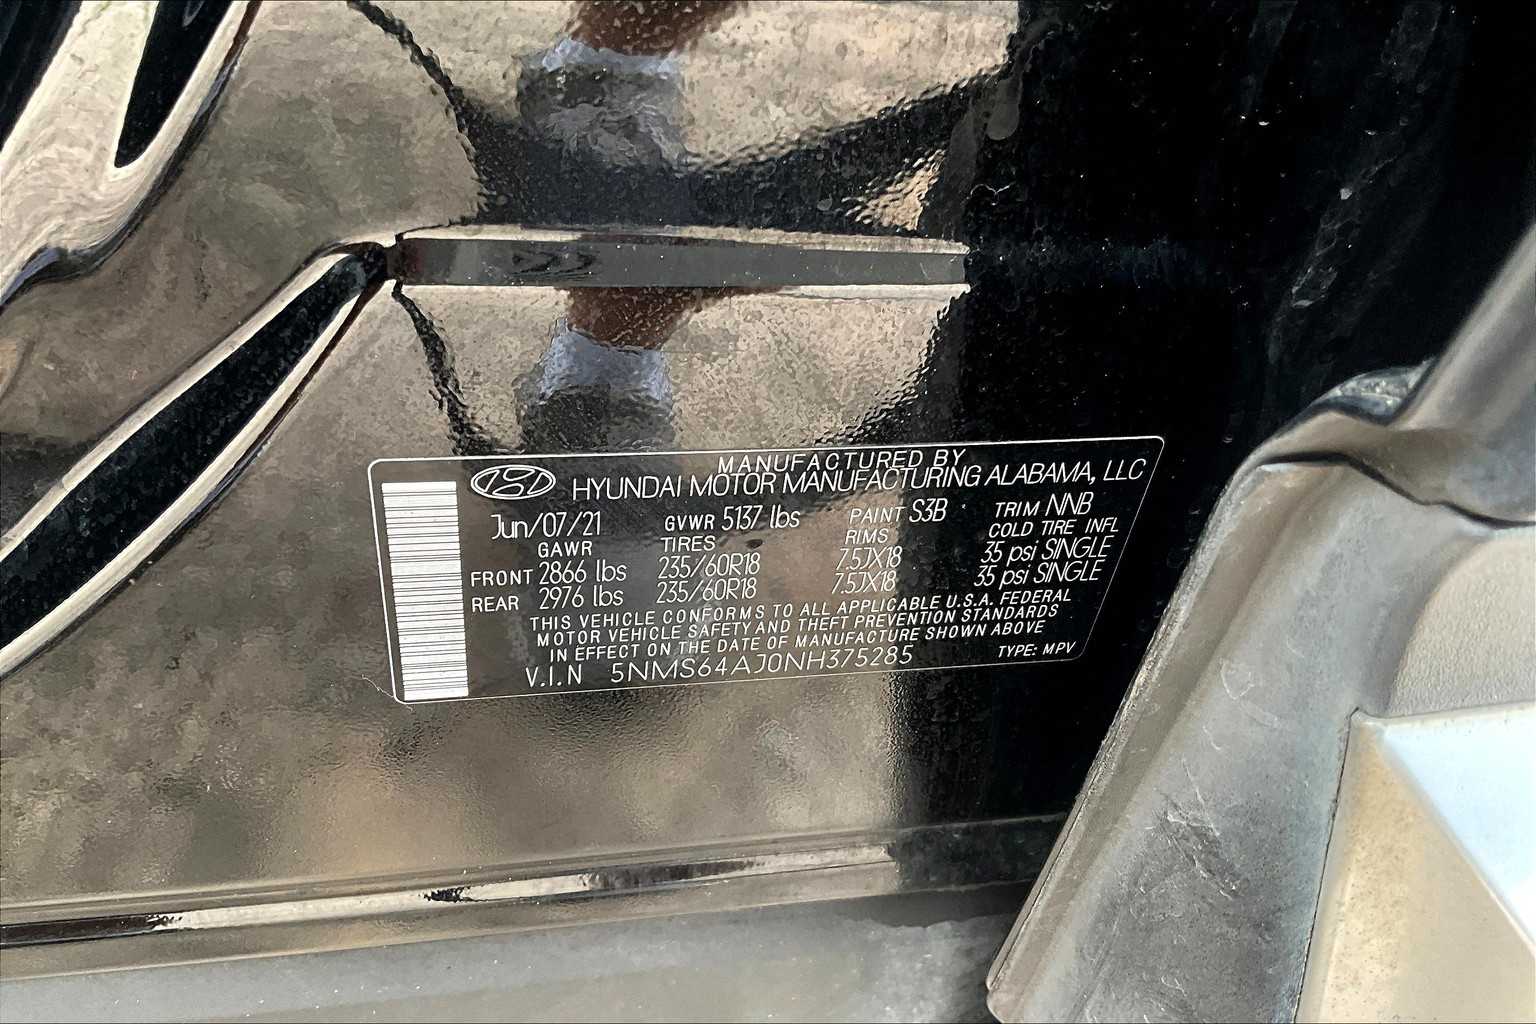 MANUFACTURED BY
HYUNDAI MOTOR MANUFACTURING ALABAMA, LLC
Jun/07/21 GVWR 5137 lbs PAINT S3B TRIM NNB
GAWR TIRES RIMS COLD TIRE INFL
FRONT 2866 lbs 235/60R18 7.5JX18 35 psi SINGLE
REAR 2976 lbs 235/60R18 7.5JX18 35 psi SINGLE
THIS VEHICLE CONFORMS TO ALL APPLICABLE U.S.A. FEDERAL
MOTOR VEHICLE SAFETY AND THEFT PREVENTION STANDARDS
IN EFFECT ON THE DATE OF MANUFACTURE SHOWN ABOVE
V.I.N 5NMS64AJ0NH375285 TYPE: MPV